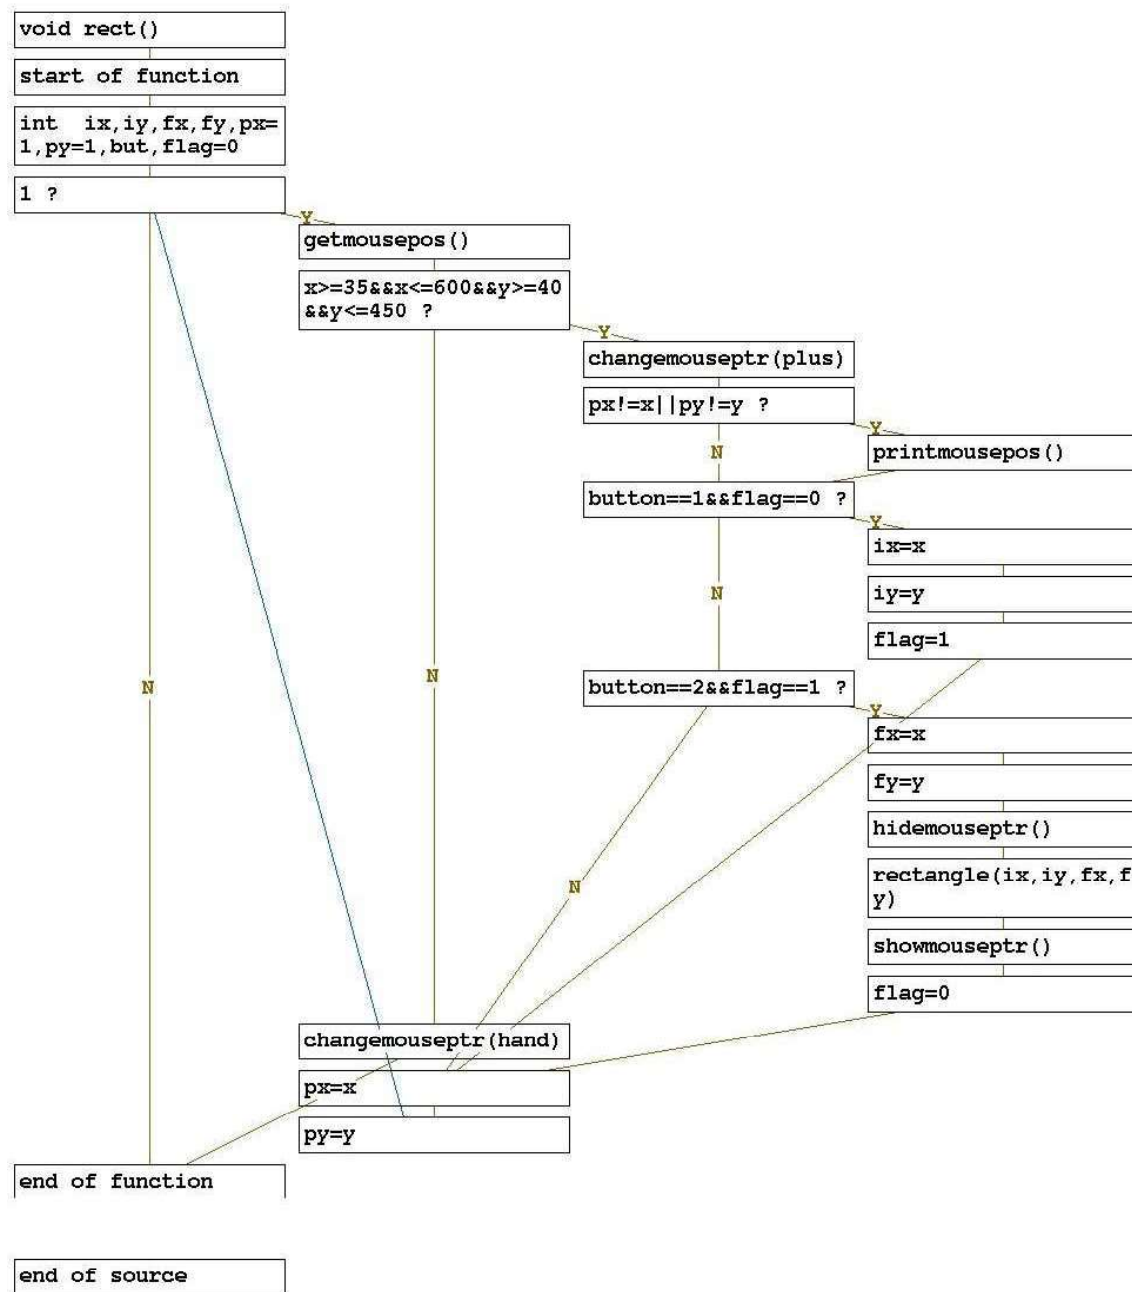 void rect()
start of function
int  ix,iy,fx,fy,px=
1,py=1,but,flag=0
1 ?
Y
getmousepos()
x>=35&&x<=600&&y>=40
&&y<=450 ?
Y
changemouseptr(plus)
px!=x||py!=y ?
Y
N
printmousepos()
button==1&&flag==0 ?
Y
ix=x
N
iy=y
flag=1
N
N
button==2&&flag==1 ?
Y
fx=x
fy=y
hidemouseptr()
rectangle(ix,iy,fx,f
y)
N
showmouseptr()
flag=0
changemouseptr(hand)
px=x
py=y
end of function
end of source